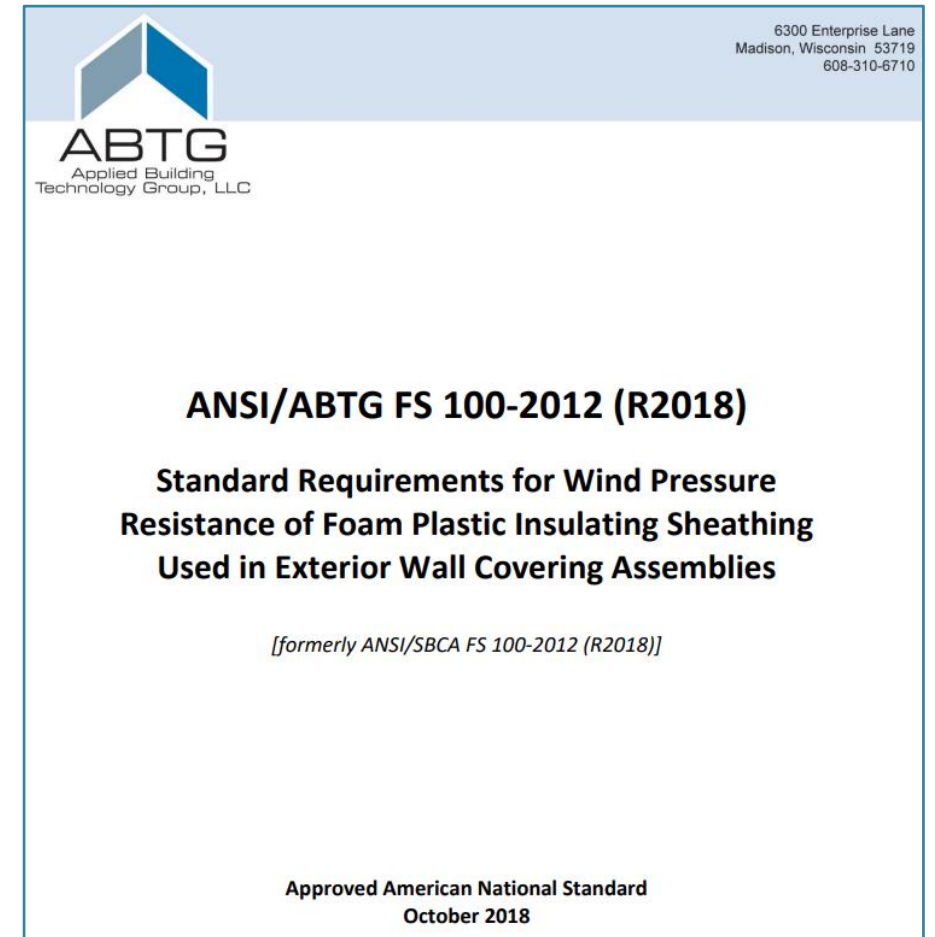 6300 Enterprise Lane
Madison, Wisconsin  53719
608-310-6710
ABTG
Applied Building
Technology Group, LLC
ANSI/ABTG FS 100-2012 (R2018)
Standard Requirements for Wind Pressure
Resistance of Foam Plastic Insulating Sheathing
Used in Exterior Wall Covering Assemblies
[formerly ANSI/SBCA FS 100-2012 (R2018)]
Approved American National Standard
October 2018